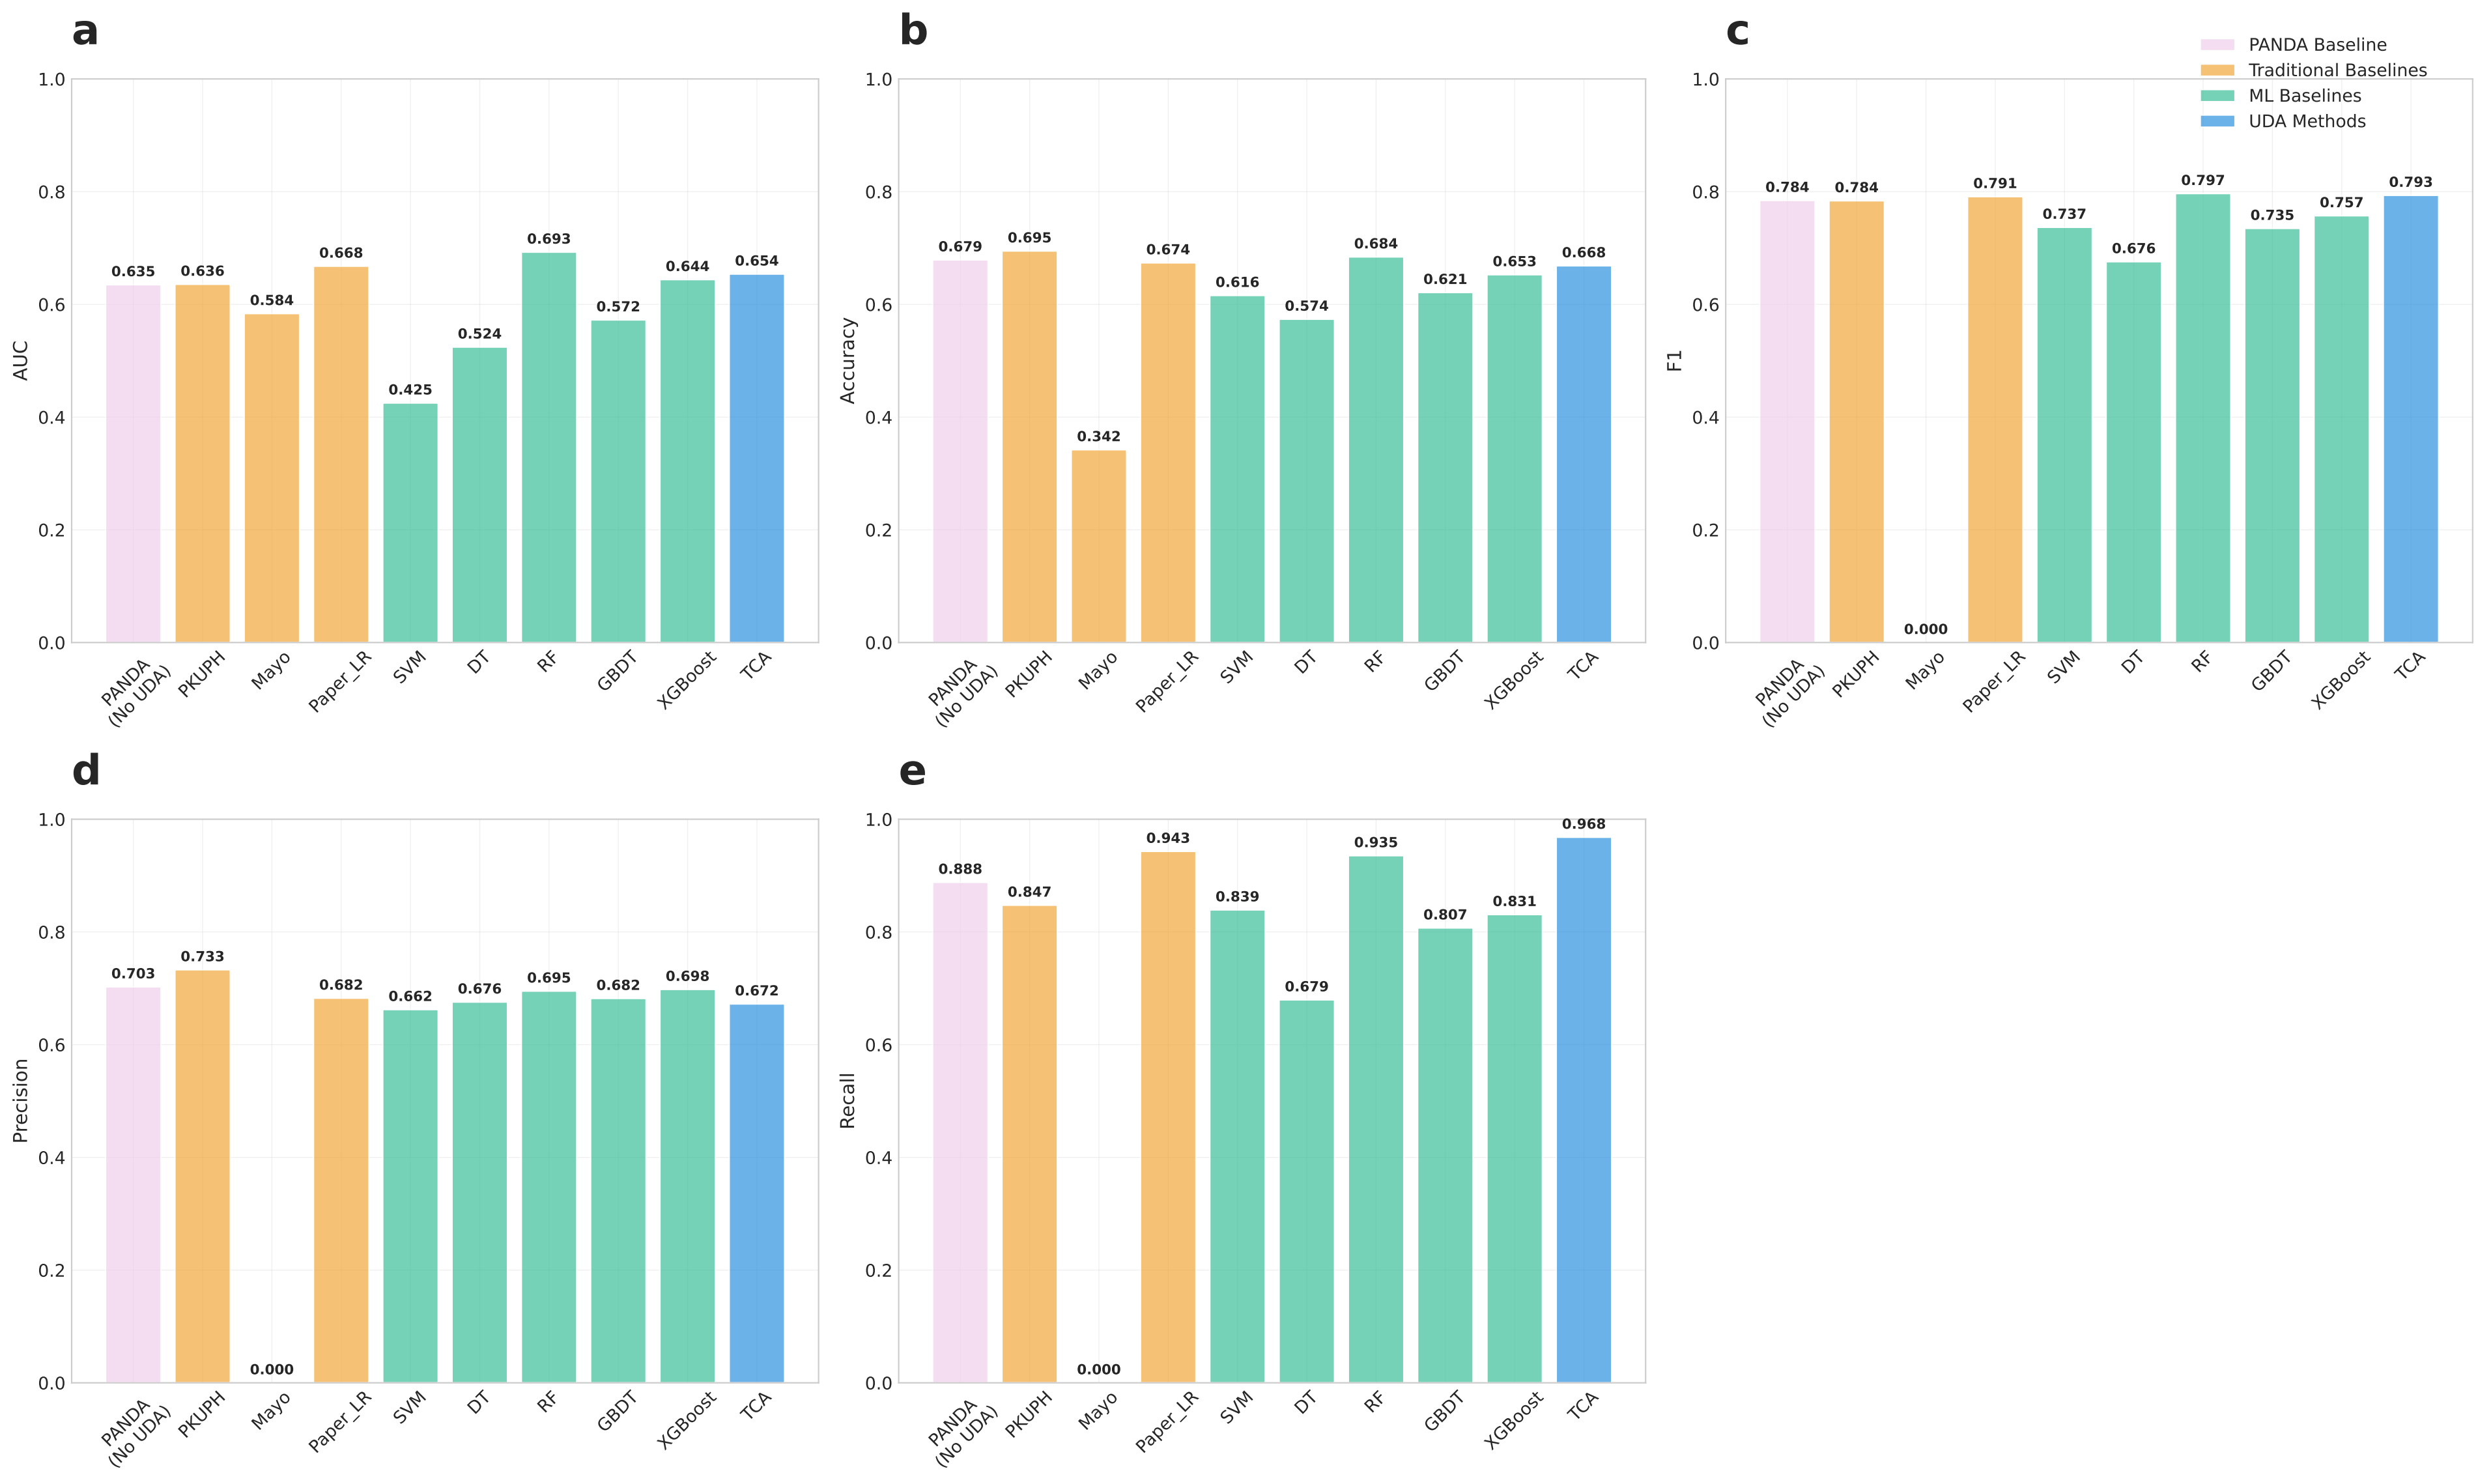 a
1.0
0.8
0.6
0.4
0.2
0.0
AUC
0.635
0.636
0.584
0.668
0.425
0.524
0.693
0.572
0.644
0.654
PANDA
(No UDA)
PKUPH
Mayo
Paper_LR
SVM
DT
RF
GBDT
XGBoost
TCA
b
1.0
0.8
0.6
0.4
0.2
0.0
Accuracy
0.679
0.695
0.342
0.674
0.616
0.574
0.684
0.621
0.653
0.668
PANDA
(No UDA)
PKUPH
Mayo
Paper_LR
SVM
DT
RF
GBDT
XGBoost
TCA
c
PANDA Baseline
Traditional Baselines
ML Baselines
UDA Methods
1.0
0.8
0.6
0.4
0.2
0.0
F1
0.784
0.784
0.000
0.791
0.737
0.676
0.797
0.735
0.757
0.793
PANDA
(No UDA)
PKUPH
Mayo
Paper_LR
SVM
DT
RF
GBDT
XGBoost
TCA
d
1.0
0.8
0.6
0.4
0.2
0.0
Precision
0.703
0.733
0.000
0.682
0.662
0.676
0.695
0.682
0.698
0.672
PANDA
(No UDA)
PKUPH
Mayo
Paper_LR
SVM
DT
RF
GBDT
XGBoost
TCA
e
1.0
0.8
0.6
0.4
0.2
0.0
Recall
0.888
0.847
0.000
0.943
0.839
0.679
0.935
0.807
0.831
0.968
PANDA
(No UDA)
PKUPH
Mayo
Paper_LR
SVM
DT
RF
GBDT
XGBoost
TCA